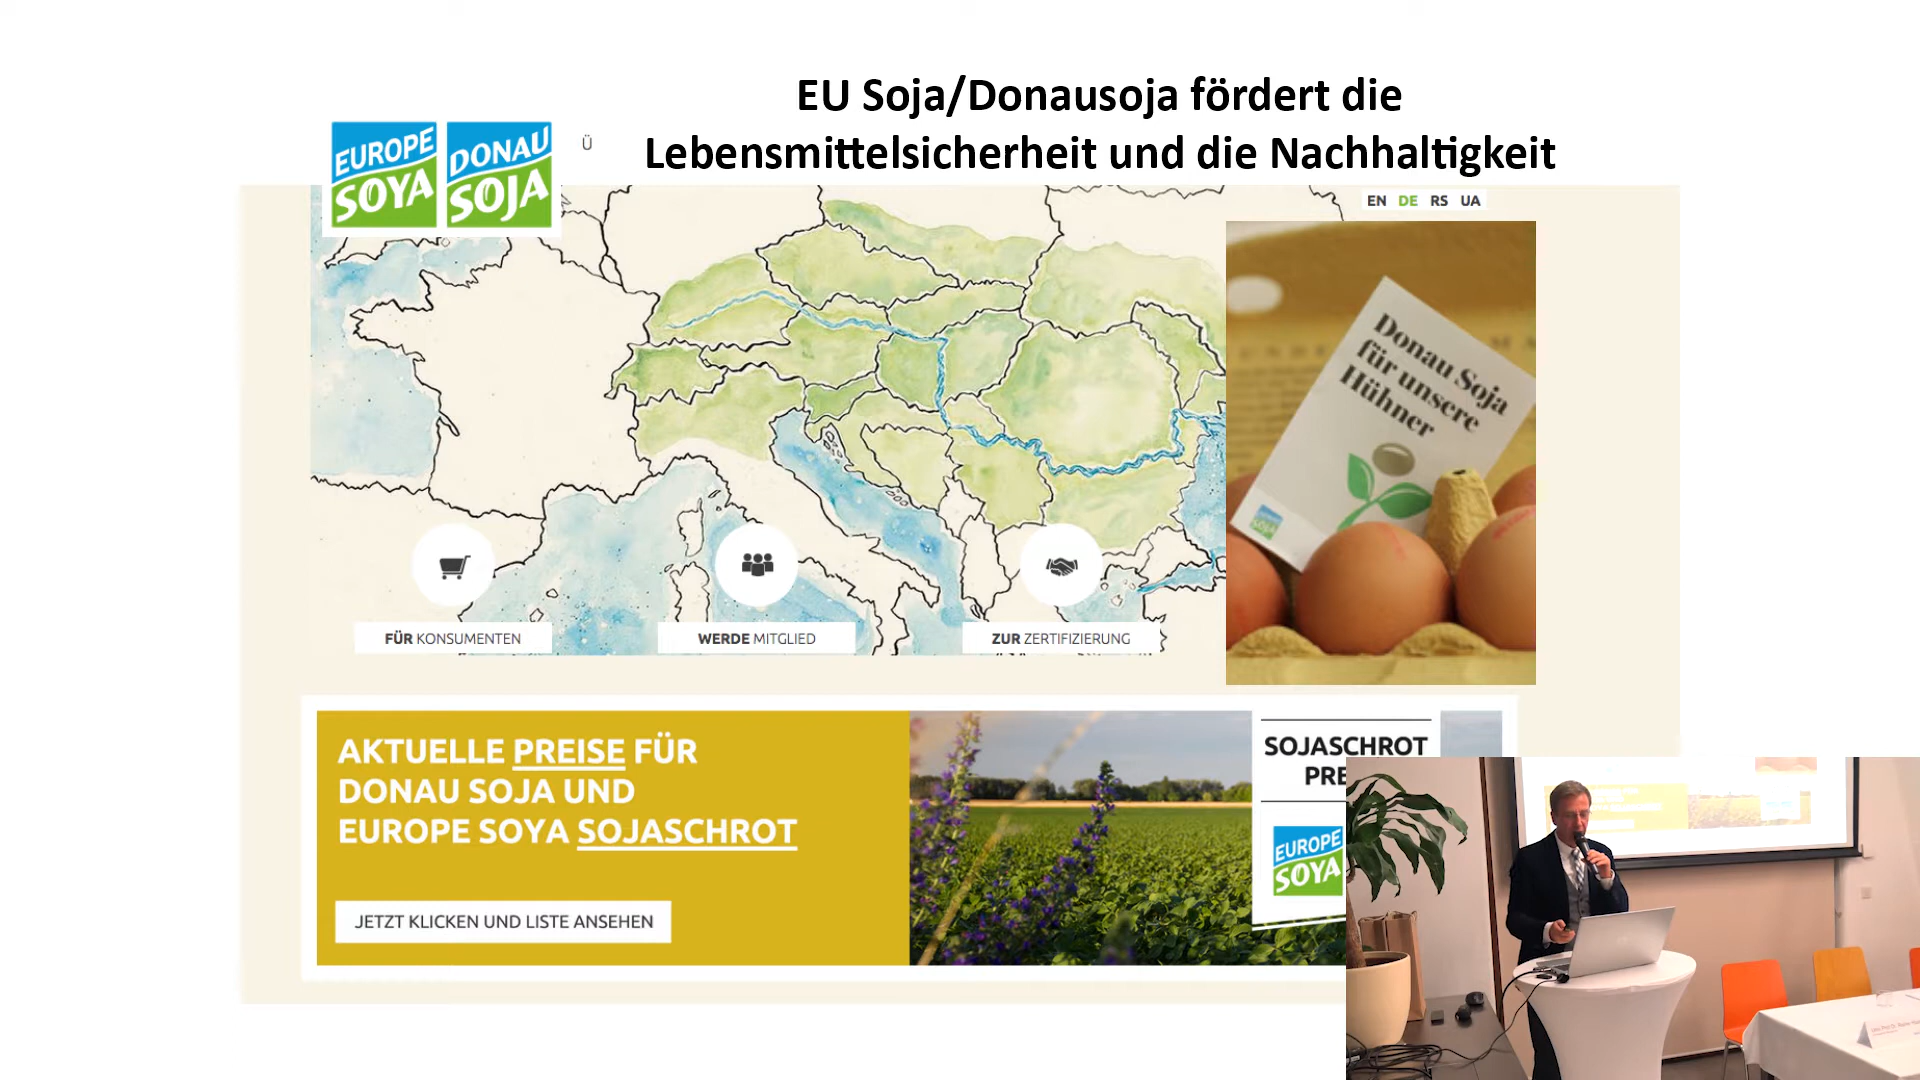 EU Soja/Donausoja fördert die
Lebensmittelsicherheit und die Nachhaltigkeit
EUROPE
SOYA
DONAU
SOJA
Ü
EN DE RS UA
Donau Soja
für unsere
Hühner
FÜR KONSUMENTEN
WERDE MITGLIED
ZUR ZERTIFIZIERUNG
AKTUELLE PREISE FÜR
DONAU SOJA UND
EUROPE SOYA SOJASCHROT
JETZT KLICKEN UND LISTE ANSEHEN
SOJASCHROT
PRE
EUROPE
SOYA